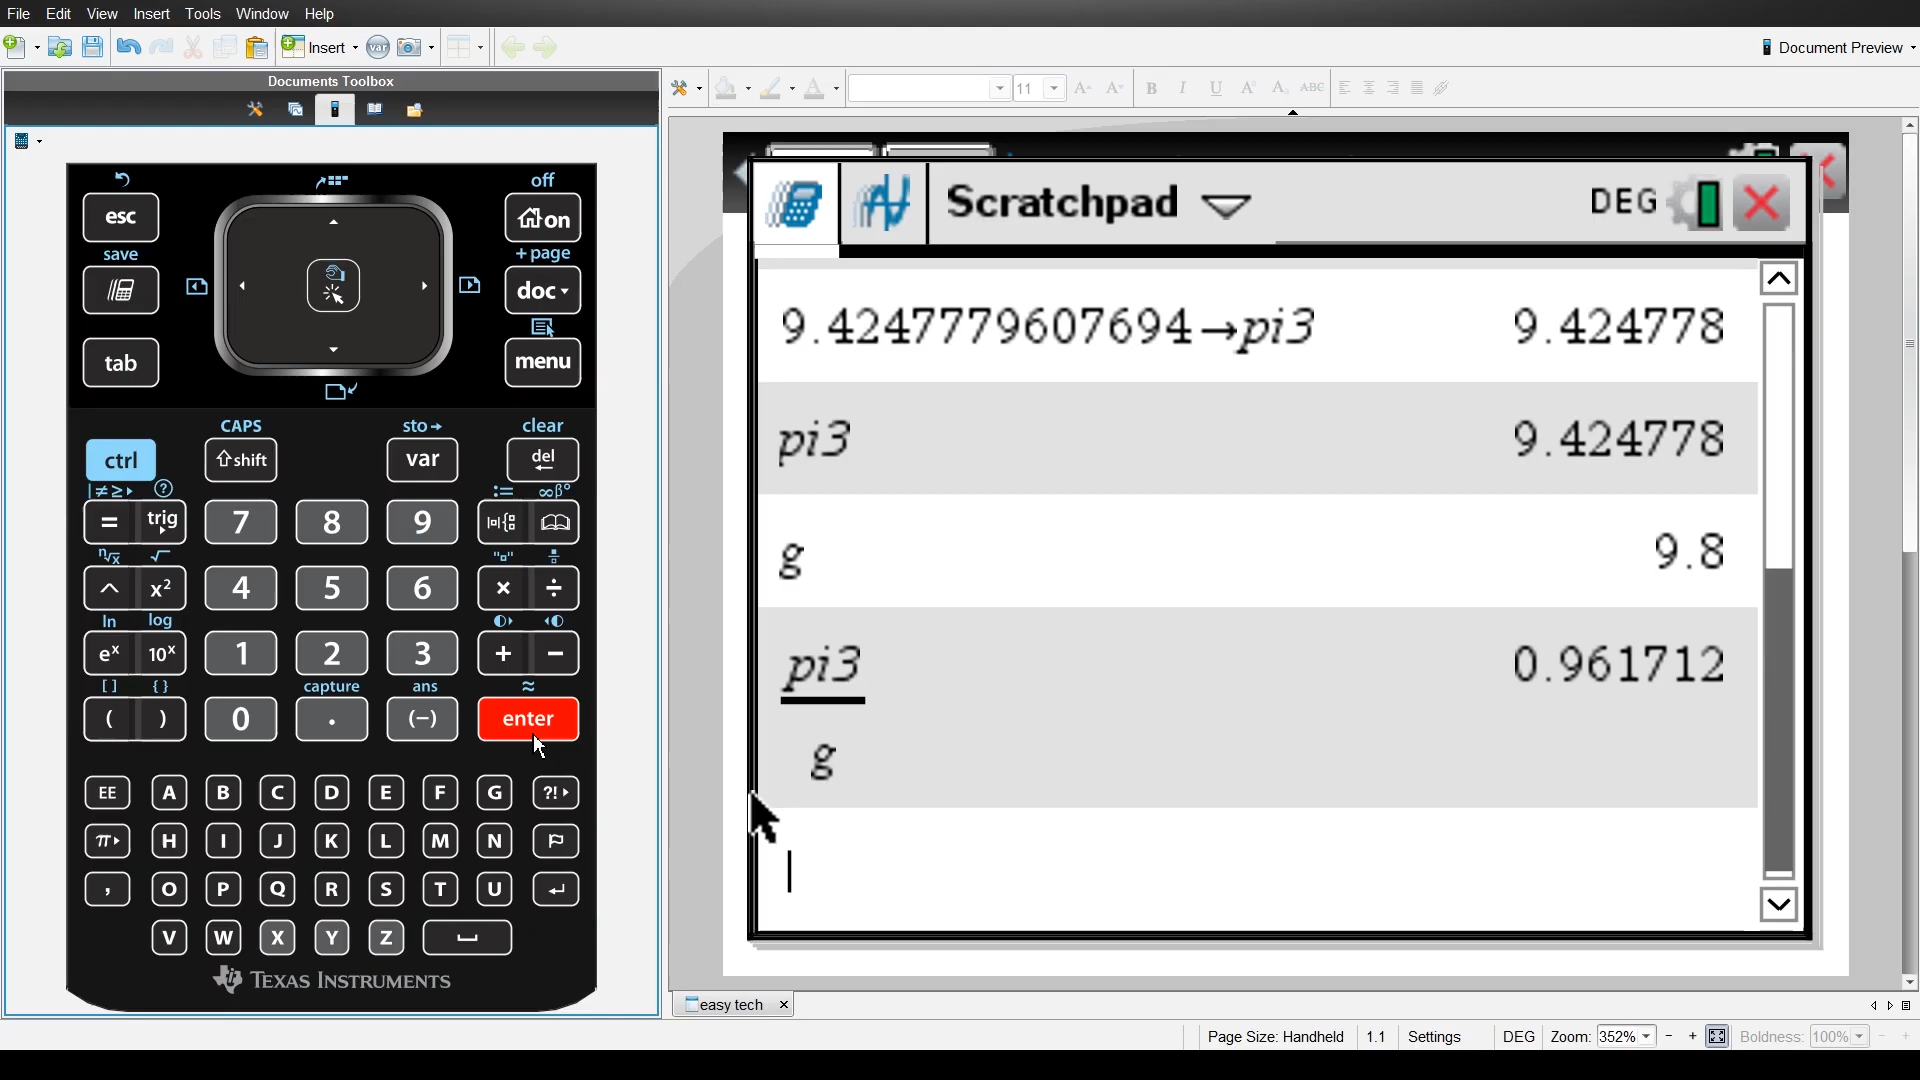 File Edit View Insert Tools Window Help
Insert
Document Preview
Documents Toolbox
11
B I U A A ABC
off
esc
on
save
+ page
doc
tab
menu
CAPS
sto→
clear
ctrl
⇧shift
var
del
|≠≥▸ ? := ∞β°
= trig 7 8 9
ⁿ√x √ "▫" 
^ x² 4 5 6 × ÷
ln log
eˣ 10ˣ 1 2 3 + −
[ ] { } capture ans ≈
( ) 0 . (−) enter
EE A B C D E F G ?!▸
π▸ H I J K L M N
, O P Q R S T U ↵
V W X Y Z
TEXAS INSTRUMENTS
Scratchpad
DEG
9.4247779607694→pi3 9.424778
pi3 9.424778
g 9.8
pi3 0.961712
g
easy tech
Page Size: Handheld 1.1 Settings DEG Zoom: 352% - + Boldness: 100% - +